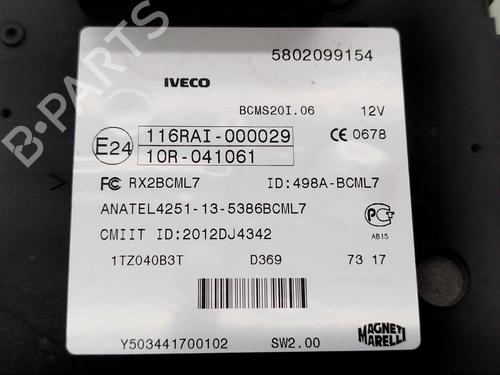 B-PARTS
5802099154
IVECO
BCMS20I.06 12V
E24 116RAI-000029 CE 0678
10R-041061
FC RX2BCML7 ID:498A-BCML7
ANATEL4251-13-5386BCML7
CMIIT ID:2012DJ4342
AB15
1TZ040B3T D369 73 17
Y503441700102 SW2.00
MAGNETI
MARELLI